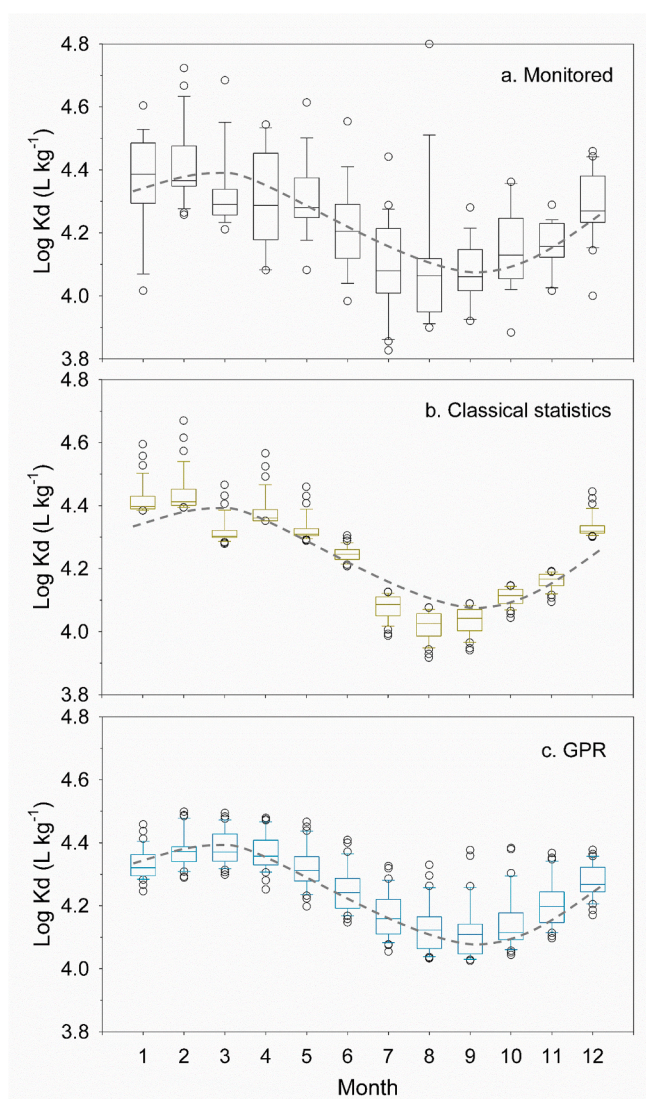 4.8
a. Monitored
4.6
4.4
4.2
4.0
3.8
Log Kd (L kg⁻¹)
4.8
b. Classical statistics
4.6
4.4
4.2
4.0
3.8
Log Kd (L kg⁻¹)
4.8
c. GPR
4.6
4.4
4.2
4.0
3.8
Log Kd (L kg⁻¹)
1 2 3 4 5 6 7 8 9 10 11 12
Month